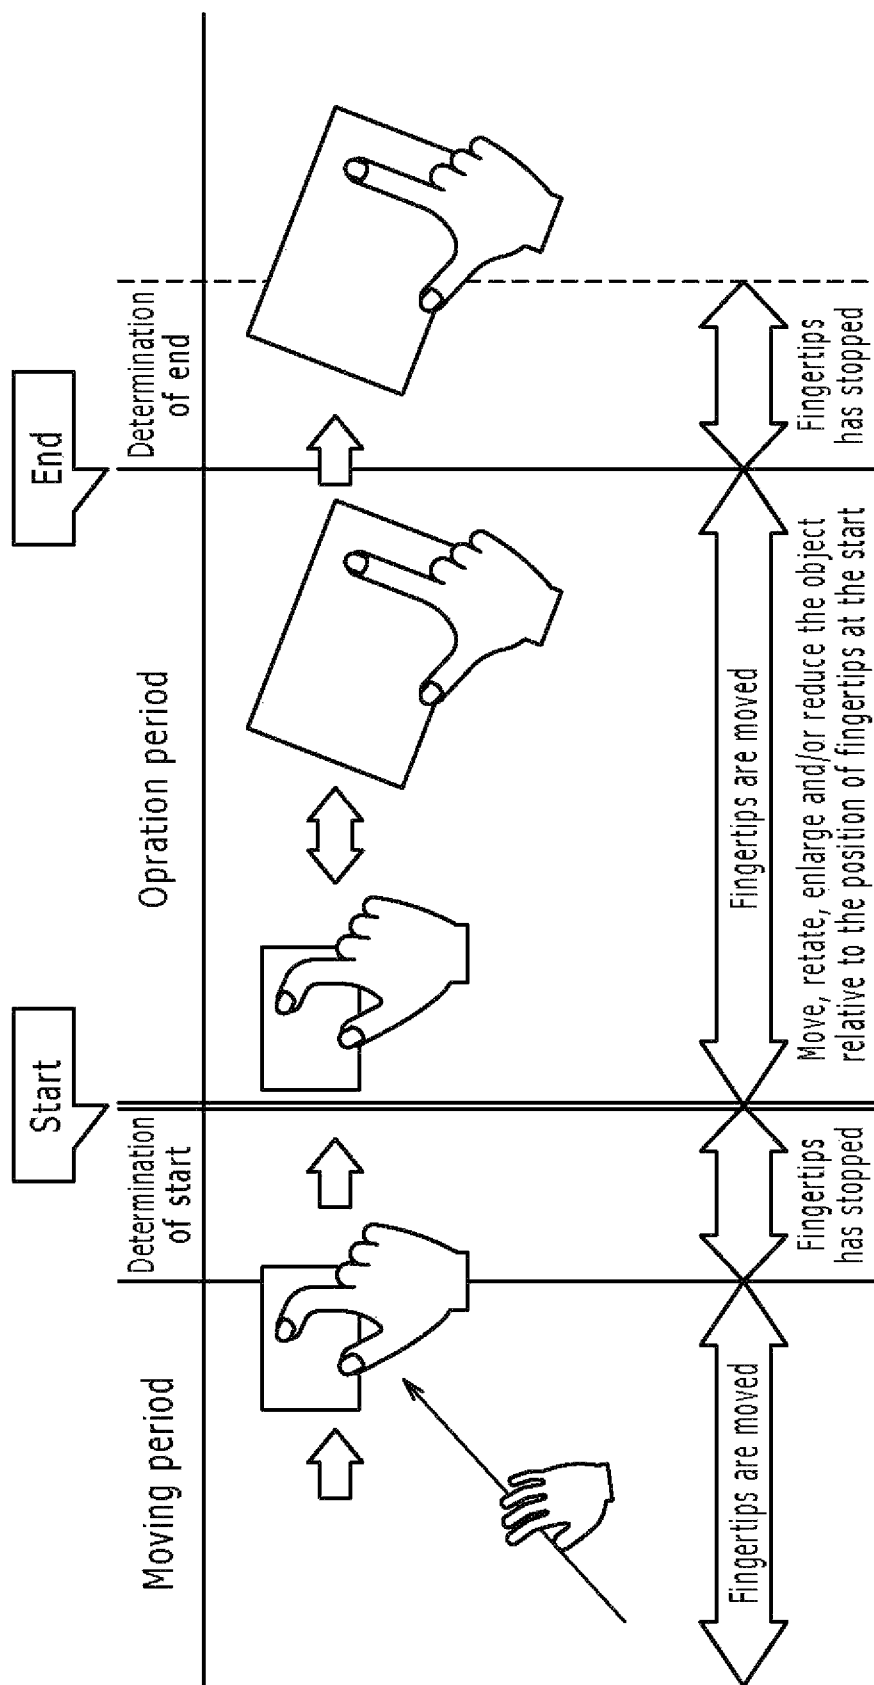 Start
End
Moving period
Determination
of start
Opration period
Determination
of end
Fingertips are moved
Fingertips
has stopped
Fingertips are moved
Move, retate, enlarge and/or reduce the object
relative to the position of fingertips at the start
Fingertips
has stopped